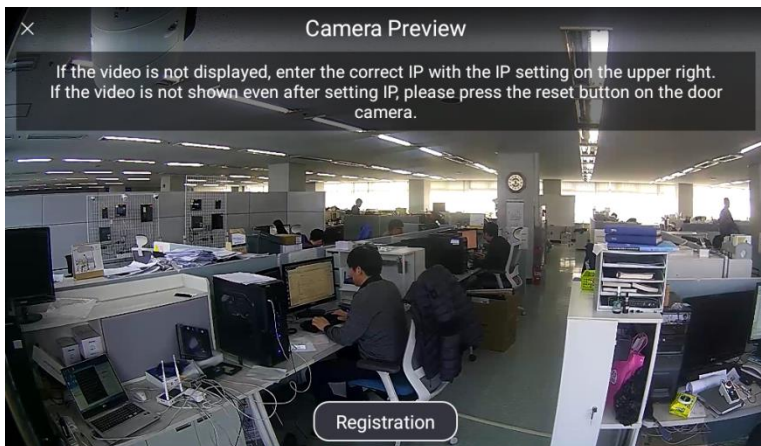 Camera Preview
If the video is not displayed, enter the correct IP with the IP setting on the upper right.
If the video is not shown even after setting IP, please press the reset button on the door
camera.
Registration